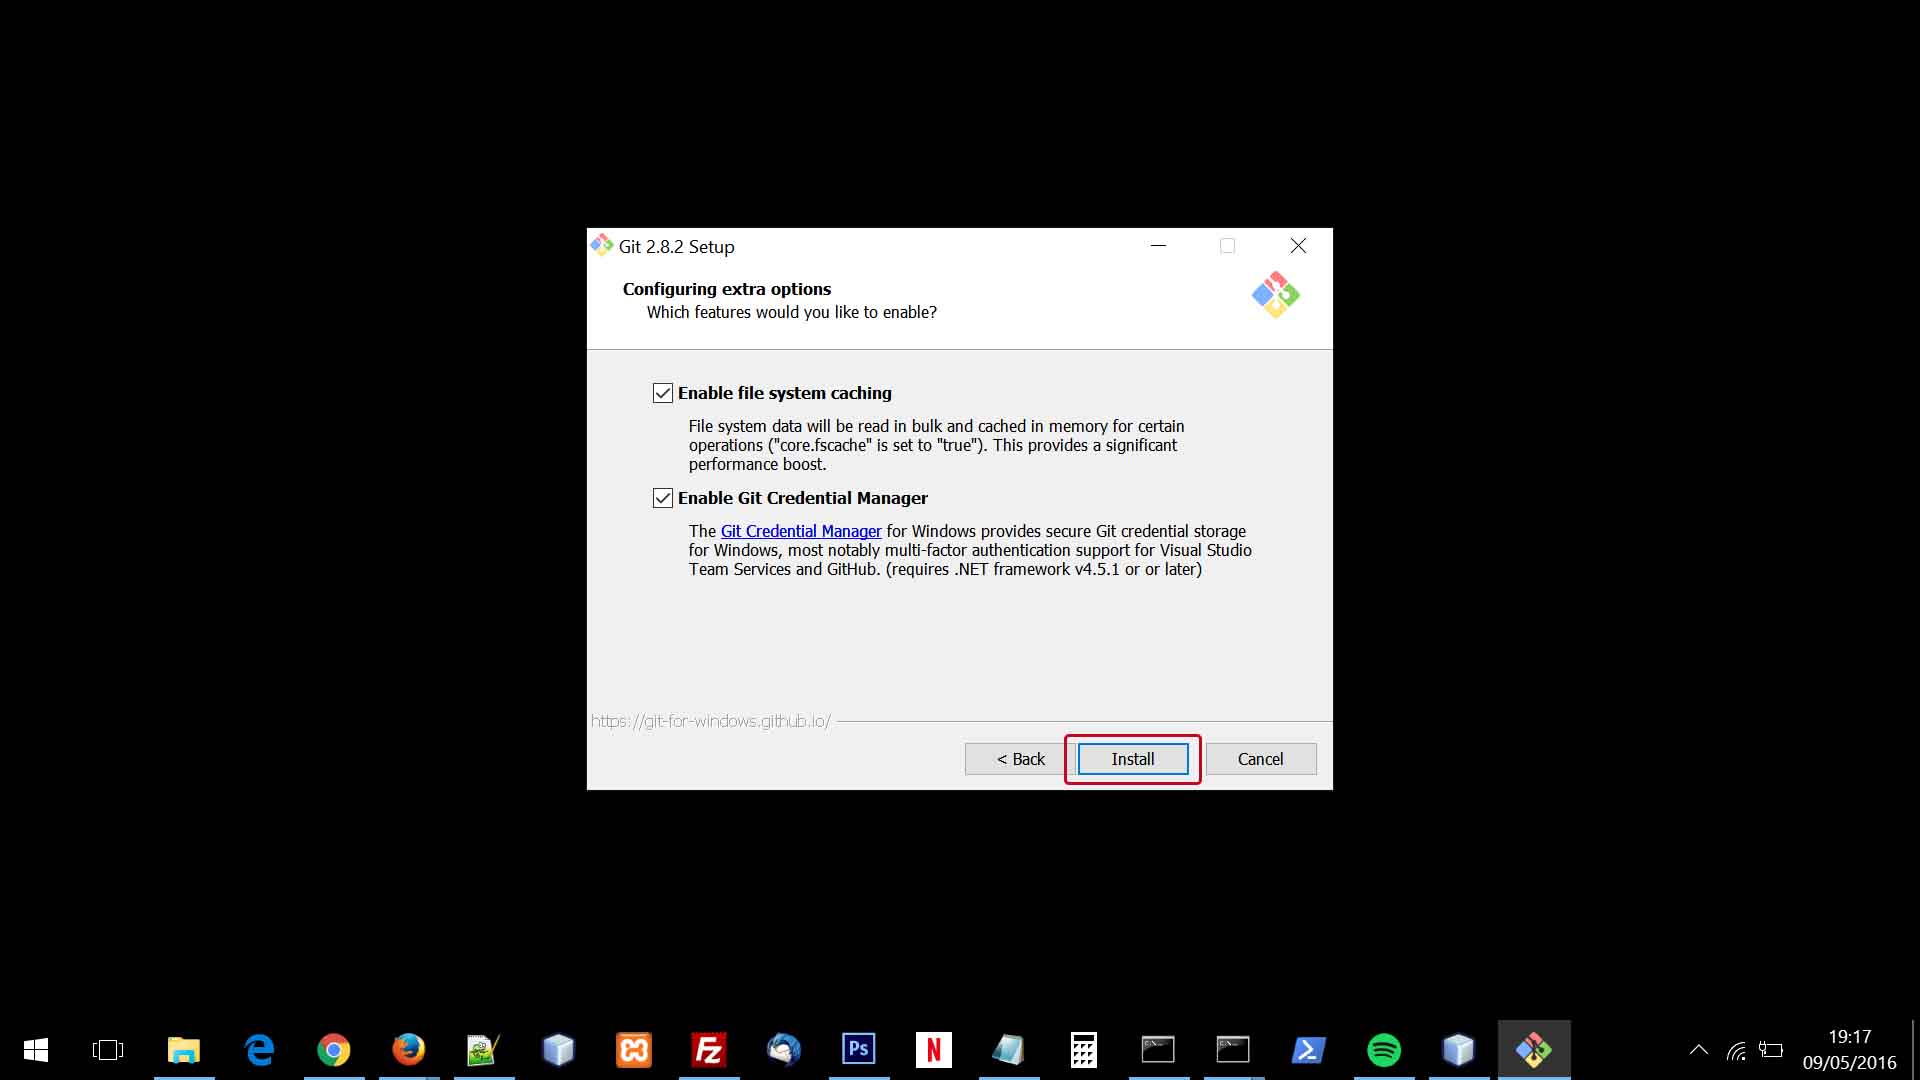 Git 2.8.2 Setup
Configuring extra options
Which features would you like to enable?
Enable file system caching
File system data will be read in bulk and cached in memory for certain
operations ("core.fscache" is set to "true"). This provides a significant
performance boost.
Enable Git Credential Manager
The Git Credential Manager for Windows provides secure Git credential storage
for Windows, most notably multi-factor authentication support for Visual Studio
Team Services and GitHub. (requires .NET framework v4.5.1 or or later)
https://git-for-windows.github.io/
< Back
Install
Cancel
Fz
Ps
N
19:17
09/05/2016